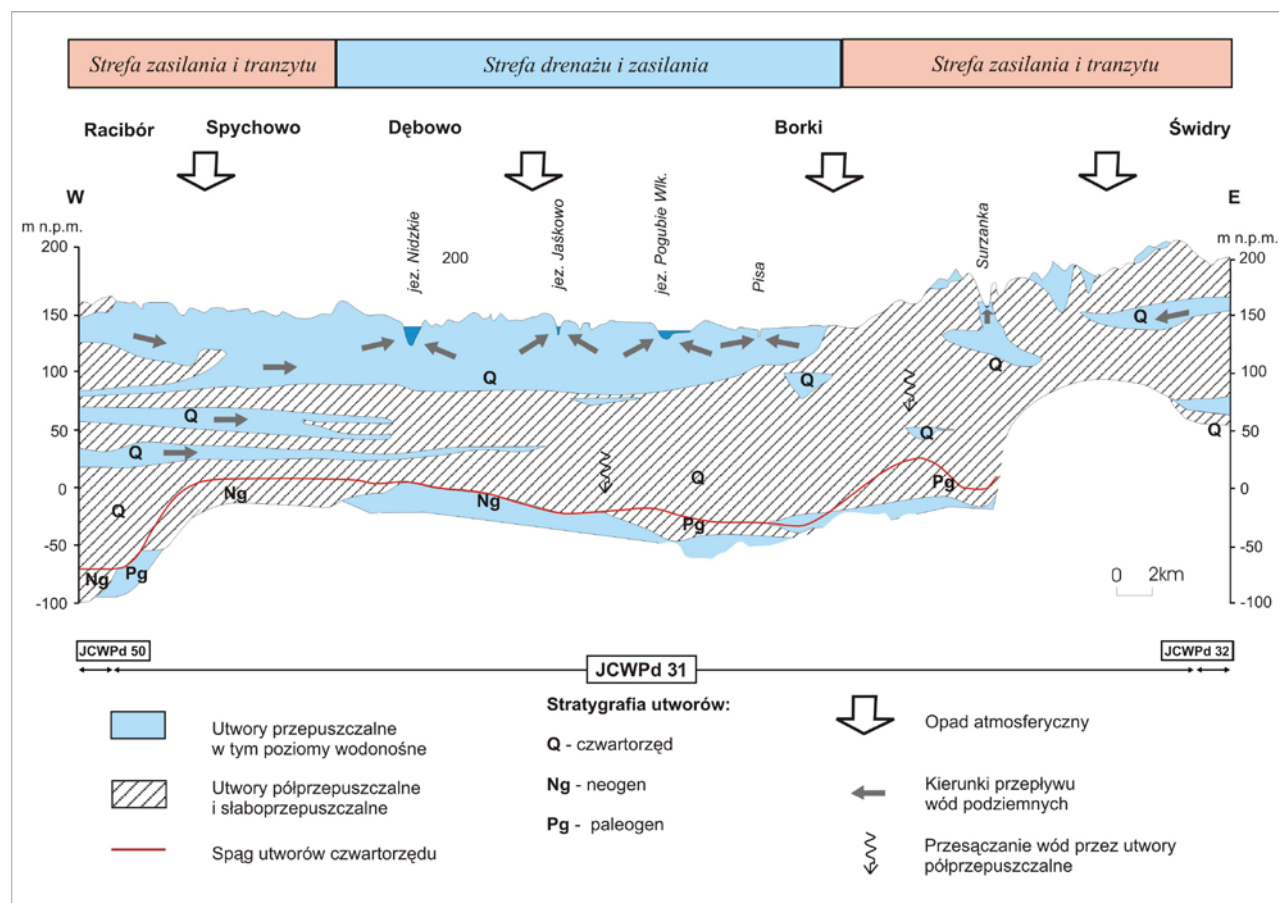 Strefa zasilania i tranzytu
Strefa drenażu i zasilania
Strefa zasilania i tranzytu
Racibór
Spychowo
Dębowo
Borki
Świdry
W
E
m n.p.m.
m n.p.m.
jez. Nidzkie
200
jez. Jaśkowo
jez. Pogubie Wlk.
Pisa
Surzanka
200
150
100
50
0
-50
-100
200
150
100
50
0
-50
-100
Q
Q
Q
Q
Q
Q
Q
Q
Q
Q
Ng
Ng
Ng
Pg
Pg
Pg
0 2km
JCWPd 50
JCWPd 31
JCWPd 32
Utwory przepuszczalne
w tym poziomy wodonośne
Utwory półprzepuszczalne
i słaboprzepuszczalne
Spąg utworów czwartorzędu
Stratygrafia utworów:
Q - czwartorzęd
Ng - neogen
Pg - paleogen
Opad atmosferyczny
Kierunki przepływu
wód podziemnych
Przesączanie wód przez utwory
półprzepuszczalne